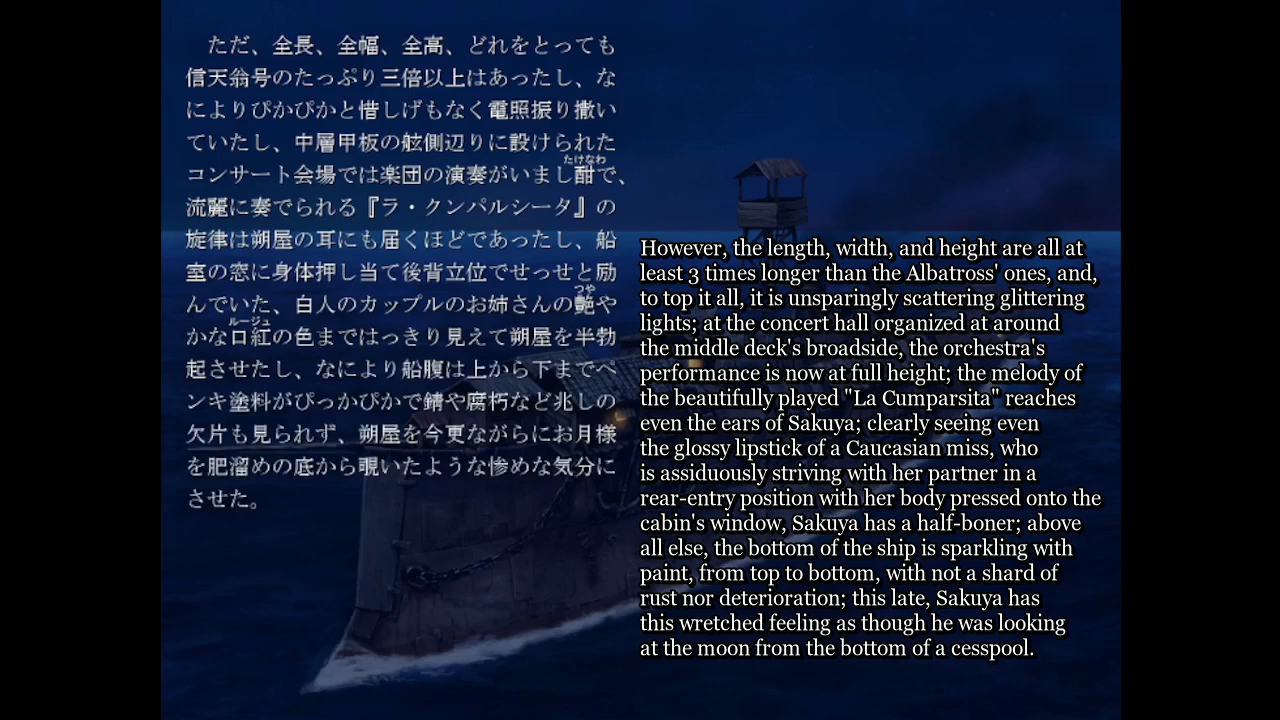 ただ、全長、全幅、全高、どれをとっても
信天翁号のたっぷり三倍以上はあったし、な
によりぴかぴかと惜しげもなく電照振り撒い
ていたし、中層甲板の舷側辺りに設けられた
たけなわ
コンサート会場では楽団の演奏がいまし酣で、
流麗に奏でられる『ラ・クンパルシータ』の
旋律は朔屋の耳にも届くほどであったし、船
室の窓に身体押し当て後背立位でせっせと励
つや
んでいた、白人のカップルのお姉さんの艶や
ルージュ
かな口紅の色まではっきり見えて朔屋を半勃
起させたし、なにより船腹は上から下までペ
ンキ塗料がぴっかぴかで錆や腐朽など兆しの
欠片も見られず、朔屋を今更ながらにお月様
を肥溜めの底から覗いたような惨めな気分に
させた。
However, the length, width, and height are all at
least 3 times longer than the Albatross' ones, and,
to top it all, it is unsparingly scattering glittering
lights; at the concert hall organized at around
the middle deck's broadside, the orchestra's
performance is now at full height; the melody of
the beautifully played "La Cumparsita" reaches
even the ears of Sakuya; clearly seeing even
the glossy lipstick of a Caucasian miss, who
is assiduously striving with her partner in a
rear-entry position with her body pressed onto the
cabin's window, Sakuya has a half-boner; above
all else, the bottom of the ship is sparkling with
paint, from top to bottom, with not a shard of
rust nor deterioration; this late, Sakuya has
this wretched feeling as though he was looking
at the moon from the bottom of a cesspool.